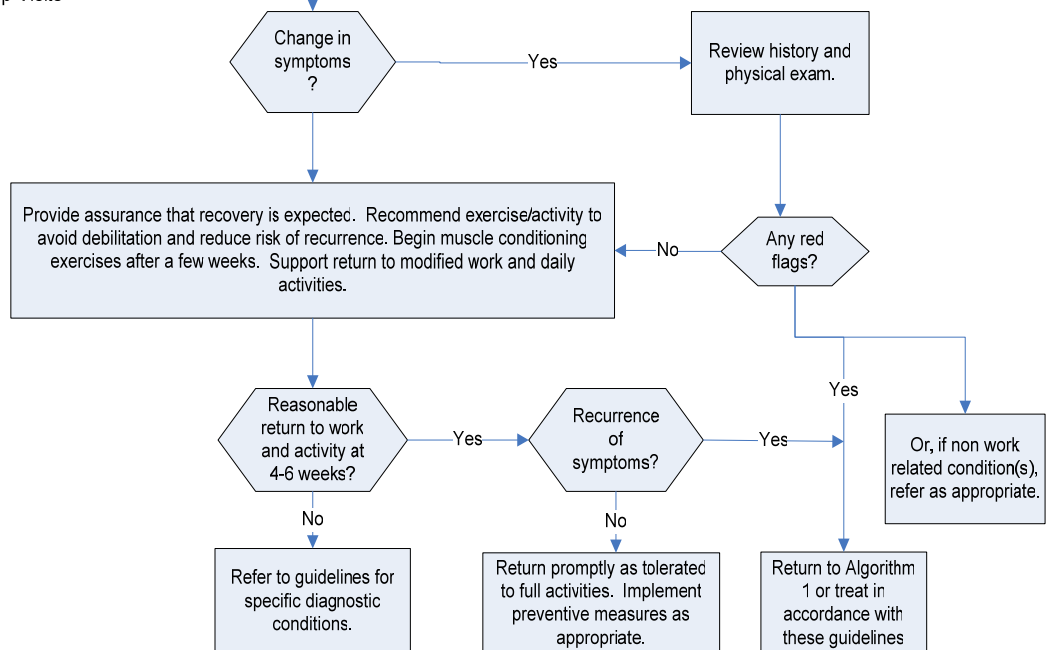 p visits
Change in
symptoms
?
Yes
Review history and
physical exam.
Provide assurance that recovery is expected.  Recommend exercise/activity to
avoid debilitation and reduce risk of recurrence. Begin muscle conditioning
exercises after a few weeks.  Support return to modified work and daily
activities.
No
Any red
flags?
Yes
Or, if non work
related condition(s),
refer as appropriate.
Reasonable
return to work
and activity at
4-6 weeks?
Yes
Recurrence
of
symptoms?
Yes
No
No
Refer to guidelines for
specific diagnostic
conditions.
Return promptly as tolerated
to full activities.  Implement
preventive measures as
appropriate.
Return to Algorithm
1 or treat in
accordance with
these guidelines